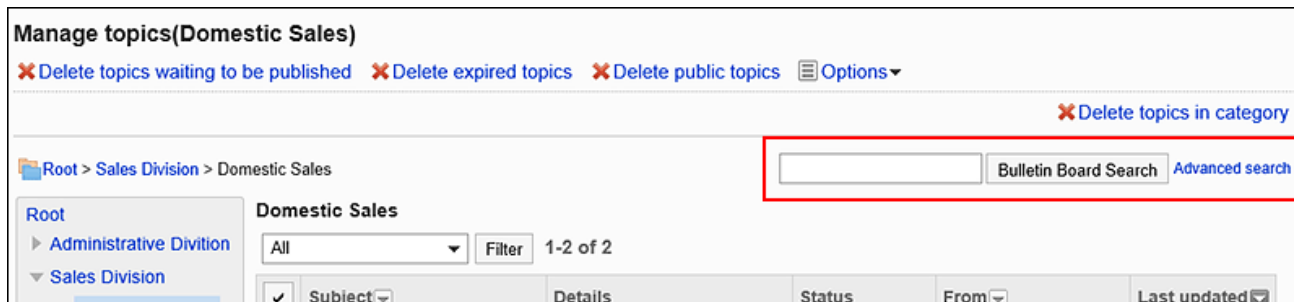 Manage topics(Domestic Sales)
Delete topics waiting to be published Delete expired topics Delete public topics Options
Delete topics in category
Root > Sales Division > Domestic Sales Bulletin Board Search Advanced search
Root
Domestic Sales
Administrative Divition
All Filter 1-2 of 2
Sales Division
Subject Details Status From Last updated